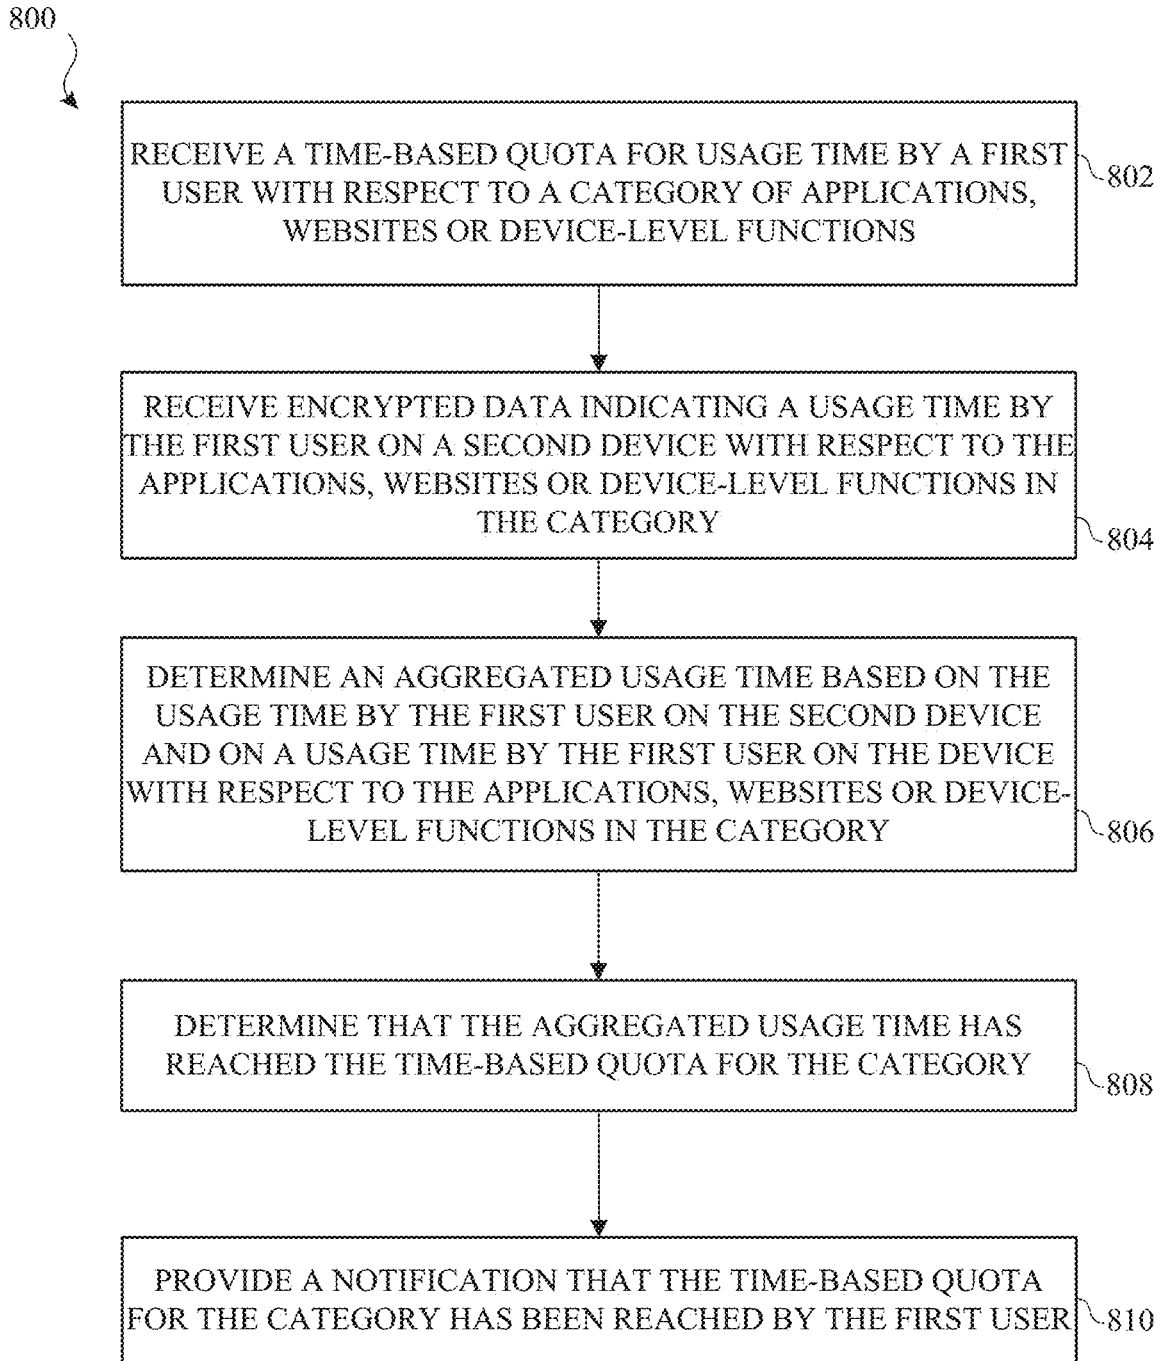 800
RECEIVE A TIME-BASED QUOTA FOR USAGE TIME BY A FIRST
USER WITH RESPECT TO A CATEGORY OF APPLICATIONS,
WEBSITES OR DEVICE-LEVEL FUNCTIONS
802
RECEIVE ENCRYPTED DATA INDICATING A USAGE TIME BY
THE FIRST USER ON A SECOND DEVICE WITH RESPECT TO THE
APPLICATIONS, WEBSITES OR DEVICE-LEVEL FUNCTIONS IN
THE CATEGORY
804
DETERMINE AN AGGREGATED USAGE TIME BASED ON THE
USAGE TIME BY THE FIRST USER ON THE SECOND DEVICE
AND ON A USAGE TIME BY THE FIRST USER ON THE DEVICE
WITH RESPECT TO THE APPLICATIONS, WEBSITES OR DEVICE-
LEVEL FUNCTIONS IN THE CATEGORY
806
DETERMINE THAT THE AGGREGATED USAGE TIME HAS
REACHED THE TIME-BASED QUOTA FOR THE CATEGORY
808
PROVIDE A NOTIFICATION THAT THE TIME-BASED QUOTA
FOR THE CATEGORY HAS BEEN REACHED BY THE FIRST USER
810